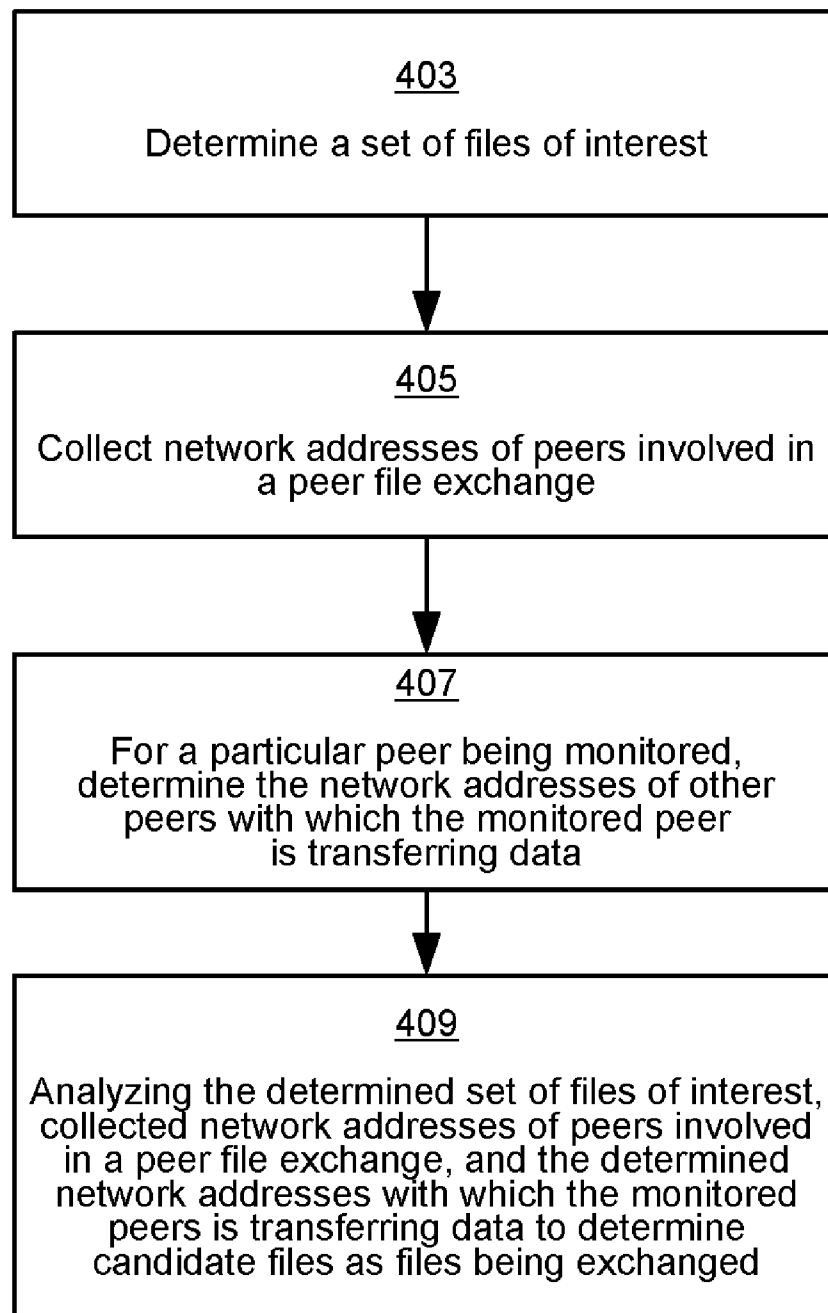 403
Determine a set of files of interest
405
Collect network addresses of peers involved in
a peer file exchange
407
For a particular peer being monitored,
determine the network addresses of other
peers with which the monitored peer
is transferring data
409
Analyzing the determined set of files of interest,
collected network addresses of peers involved
in a peer file exchange, and the determined
network addresses with which the monitored
peers is transferring data to determine
candidate files as files being exchanged